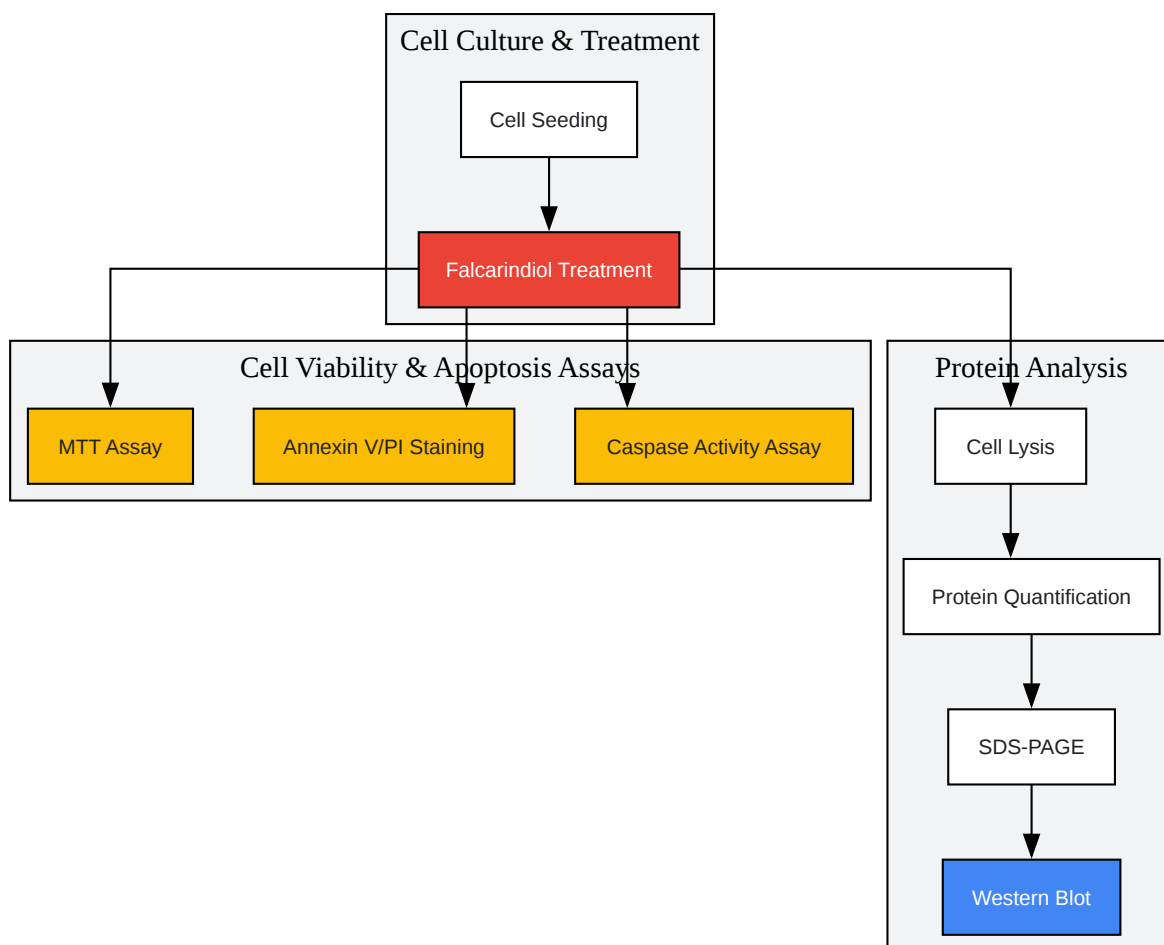 Cell Culture & Treatment
Cell Seeding
Falcarindiol Treatment
Cell Viability & Apoptosis Assays
MTT Assay
Annexin V/PI Staining
Caspase Activity Assay
Protein Analysis
Cell Lysis
Protein Quantification
SDS-PAGE
Western Blot